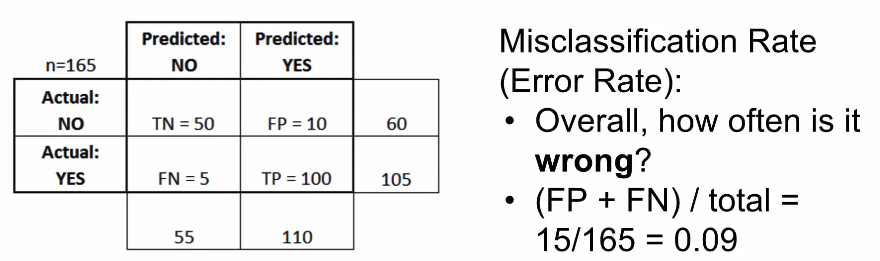 n=165 Predicted: NO Predicted: YES
Actual: NO TN = 50 FP = 10 60
Actual: YES FN = 5 TP = 100 105
55 110
Misclassification Rate
(Error Rate):
• Overall, how often is it
wrong?
• (FP + FN) / total =
15/165 = 0.09